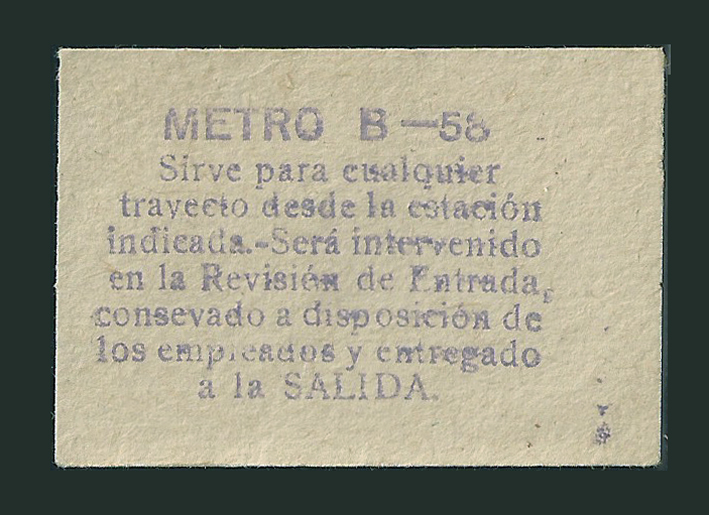 METRO B—58
Sirve para cualquier
trayecto desde la estación
indicada.-Será intervenido
en la Revisión de Entrada,
consevado a disposición de
los empleados y entregado
a la SALIDA.